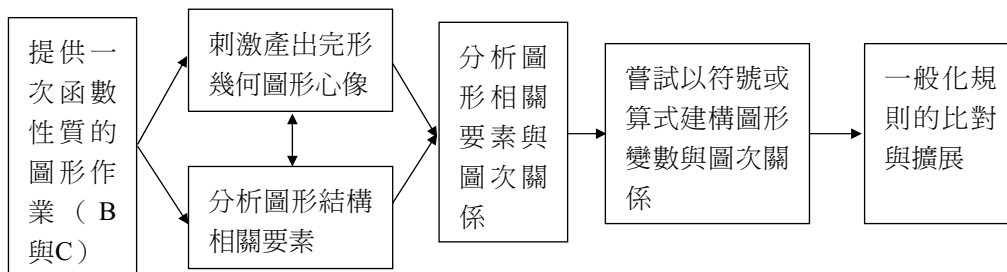 提供一
次函數
性質的
圖形作
業（B
與C）
刺激產出完形
幾何圖形心像
分析圖形結構
相關要素
分析圖
形相關
要素與
圖次關
係
嘗試以符號或
算式建構圖形
變數與圖次關
係
一般化規
則的比對
與擴展